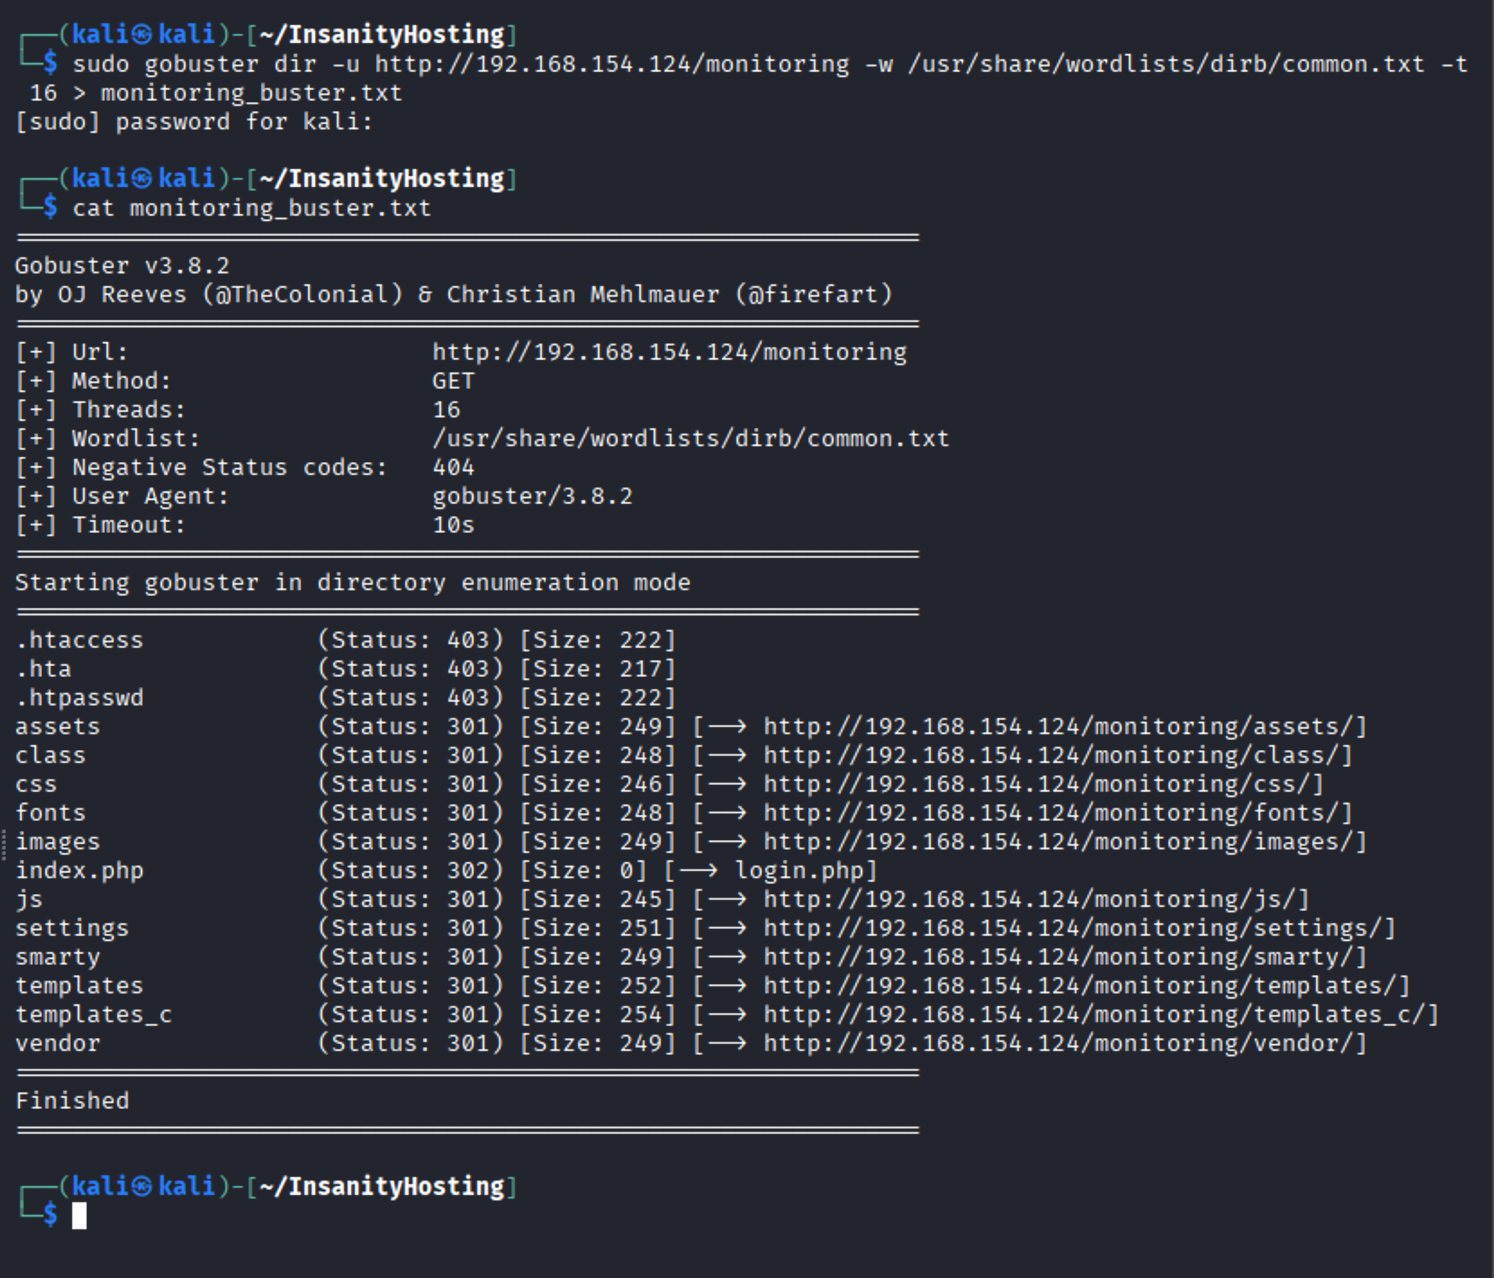 ┌──(kali㉿kali)-[~/InsanityHosting]
└─$ sudo gobuster dir -u http://192.168.154.124/monitoring -w /usr/share/wordlists/dirb/common.txt -t
 16 > monitoring_buster.txt
[sudo] password for kali:

┌──(kali㉿kali)-[~/InsanityHosting]
└─$ cat monitoring_buster.txt
===============================================================
Gobuster v3.8.2
by OJ Reeves (@TheColonial) & Christian Mehlmauer (@firefart)
===============================================================
[+] Url:                     http://192.168.154.124/monitoring
[+] Method:                  GET
[+] Threads:                 16
[+] Wordlist:                /usr/share/wordlists/dirb/common.txt
[+] Negative Status codes:   404
[+] User Agent:              gobuster/3.8.2
[+] Timeout:                 10s
===============================================================
Starting gobuster in directory enumeration mode
===============================================================
.htaccess            (Status: 403) [Size: 222]
.hta                 (Status: 403) [Size: 217]
.htpasswd            (Status: 403) [Size: 222]
assets               (Status: 301) [Size: 249] [--> http://192.168.154.124/monitoring/assets/]
class                (Status: 301) [Size: 248] [--> http://192.168.154.124/monitoring/class/]
css                  (Status: 301) [Size: 246] [--> http://192.168.154.124/monitoring/css/]
fonts                (Status: 301) [Size: 248] [--> http://192.168.154.124/monitoring/fonts/]
images               (Status: 301) [Size: 249] [--> http://192.168.154.124/monitoring/images/]
index.php            (Status: 302) [Size: 0] [--> login.php]
js                   (Status: 301) [Size: 245] [--> http://192.168.154.124/monitoring/js/]
settings             (Status: 301) [Size: 251] [--> http://192.168.154.124/monitoring/settings/]
smarty               (Status: 301) [Size: 249] [--> http://192.168.154.124/monitoring/smarty/]
templates            (Status: 301) [Size: 252] [--> http://192.168.154.124/monitoring/templates/]
templates_c          (Status: 301) [Size: 254] [--> http://192.168.154.124/monitoring/templates_c/]
vendor               (Status: 301) [Size: 249] [--> http://192.168.154.124/monitoring/vendor/]
===============================================================
Finished
===============================================================

┌──(kali㉿kali)-[~/InsanityHosting]
└─$